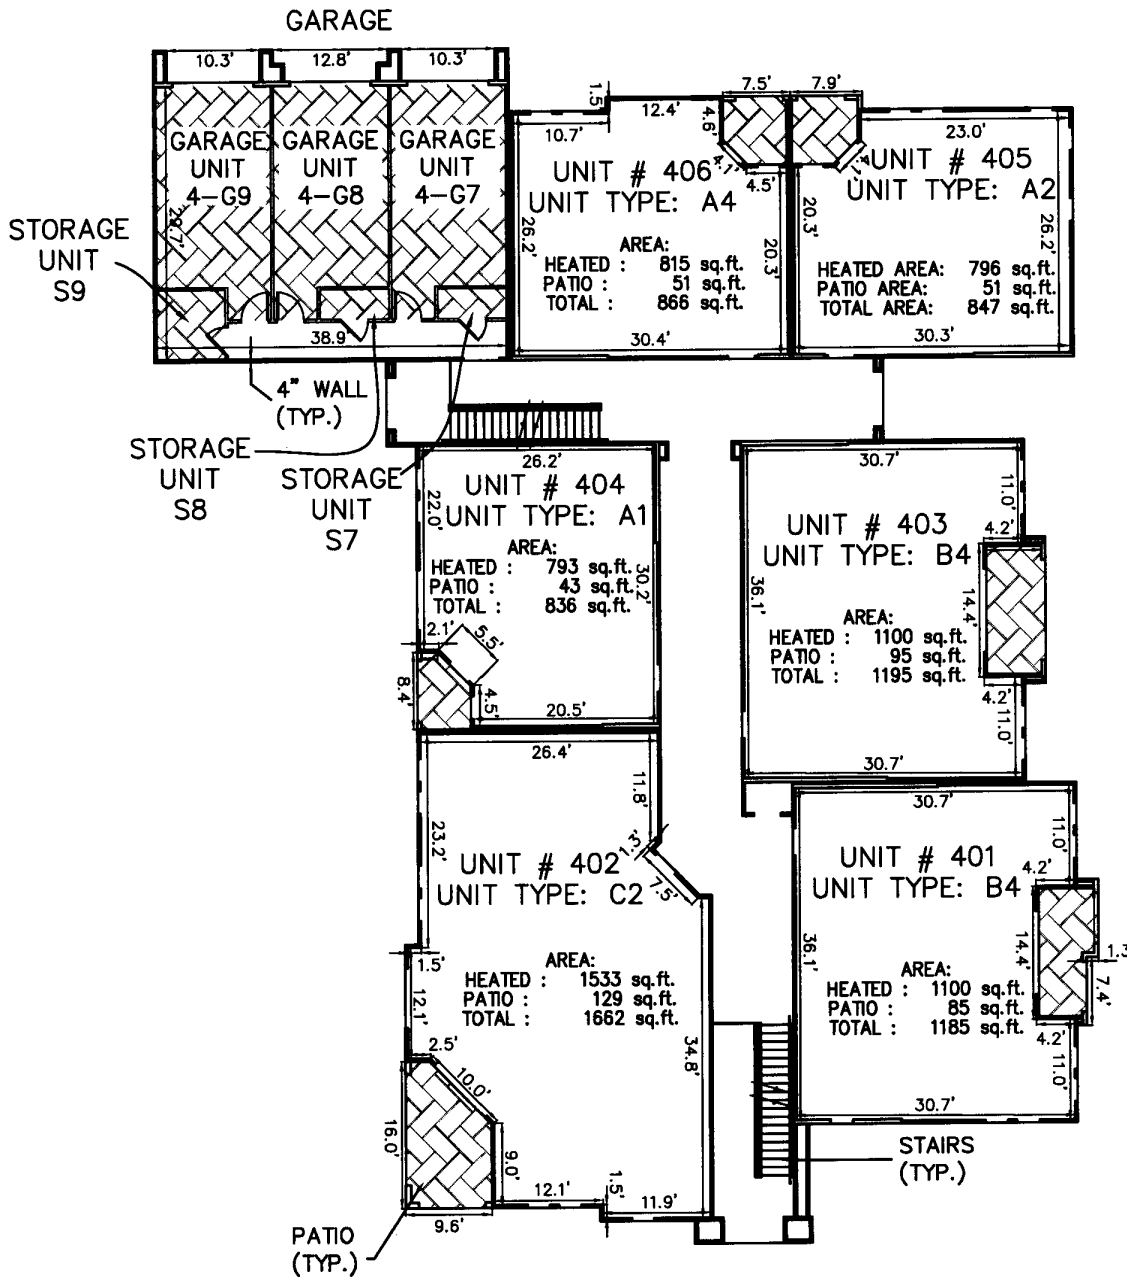 GARAGE
10.3'
12.8'
10.3'
GARAGE
UNIT
4-G9
GARAGE
UNIT
4-G8
GARAGE
UNIT
4-G7
29.7'
38.9'
STORAGE
UNIT
S9
4" WALL
(TYP.)
STORAGE
UNIT
S8
STORAGE
UNIT
S7
1.5'
10.7'
12.4'
7.5'
4.6'
4.1'
4.5'
UNIT # 406
UNIT TYPE: A4
26.2'
20.3'
AREA:
HEATED : 815 sq.ft.
PATIO : 51 sq.ft.
TOTAL : 866 sq.ft.
30.4'
7.9'
23.0'
UNIT # 405
UNIT TYPE: A2
20.3'
26.2'
HEATED AREA: 796 sq.ft.
PATIO AREA: 51 sq.ft.
TOTAL AREA: 847 sq.ft.
30.3'
26.2'
UNIT # 404
UNIT TYPE: A1
22.0'
30.2'
AREA:
HEATED : 793 sq.ft.
PATIO : 43 sq.ft.
TOTAL : 836 sq.ft.
2.1'
5.5'
8.4'
4.5'
20.5'
30.7'
11.0'
UNIT # 403
UNIT TYPE: B4
4.2'
36.1'
14.4'
AREA:
HEATED : 1100 sq.ft.
PATIO : 95 sq.ft.
TOTAL : 1195 sq.ft.
4.2'
11.0'
30.7'
26.4'
11.8'
23.2'
1.3'
7.5'
UNIT # 402
UNIT TYPE: C2
1.5'
12.1'
AREA:
HEATED : 1533 sq.ft.
PATIO : 129 sq.ft.
TOTAL : 1662 sq.ft.
2.5'
10.0'
34.8'
16.0'
9.0'
12.1'
1.5'
11.9'
9.6'
PATIO
(TYP.)
30.7'
11.0'
UNIT # 401
UNIT TYPE: B4
4.2'
36.1'
14.4'
1.3
7.4'
AREA:
HEATED : 1100 sq.ft.
PATIO : 85 sq.ft.
TOTAL : 1185 sq.ft.
4.2'
11.0'
30.7'
STAIRS
(TYP.)